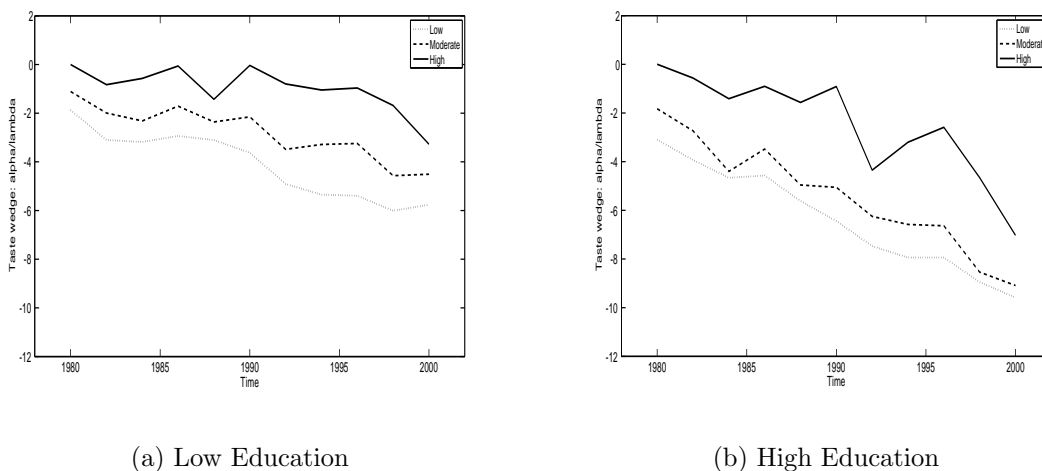 2
0
-2
-4
-6
-8
-10
-12
Taste wedge: alpha/lambda
1980
1985
1990
1995
2000
Time
Low
Moderate
High
(a) Low Education
2
0
-2
-4
-6
-8
-10
-12
Taste wedge: alpha/lambda
1980
1985
1990
1995
2000
Time
Low
Moderate
High
(b) High Education